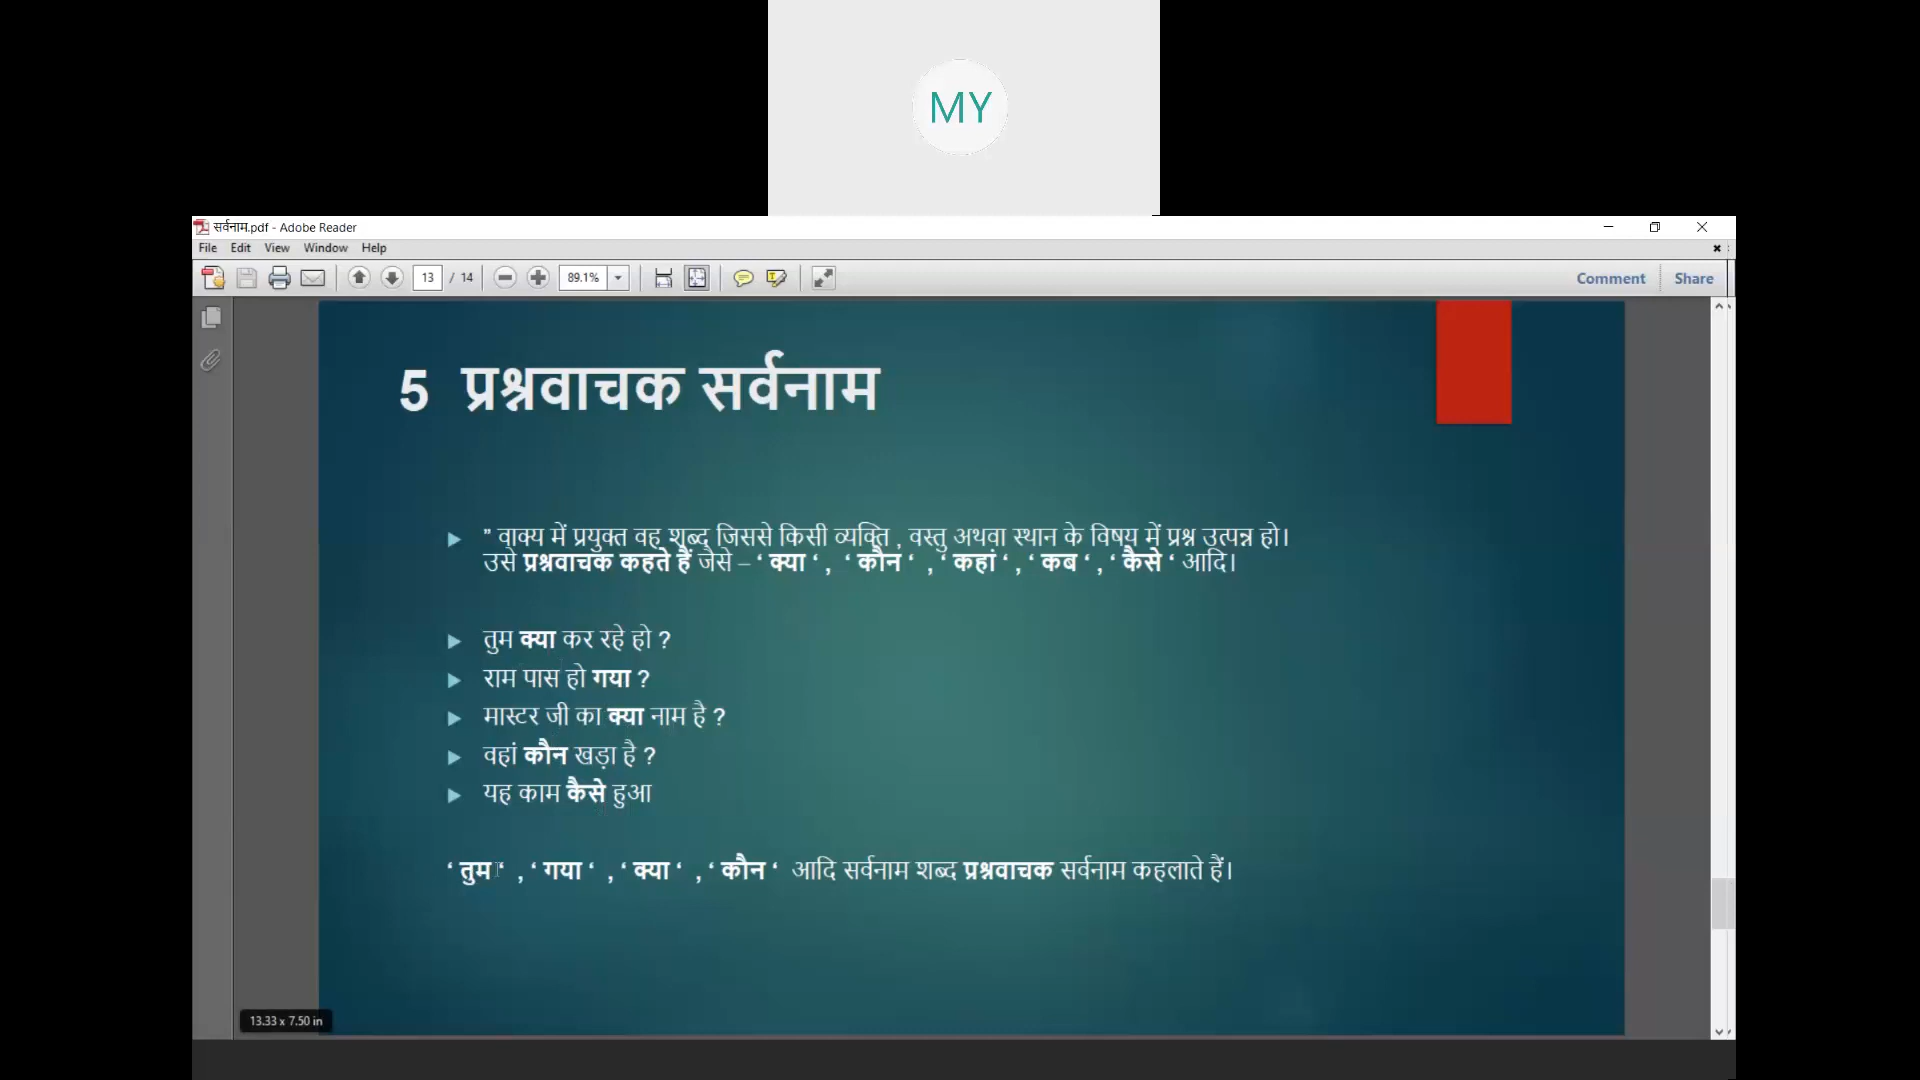 MY
सर्वनाम.pdf - Adobe Reader
File Edit View Window Help
13 / 14 89.1% Comment Share
5 प्रश्नवाचक सर्वनाम
" वाक्य में प्रयुक्त वह शब्द जिससे किसी व्यक्ति , वस्तु अथवा स्थान के विषय में प्रश्न उत्पन्न हो।
उसे प्रश्नवाचक कहते हैं जैसे – ‘ क्या ‘ , ‘ कौन ‘ , ‘ कहां ‘ , ‘ कब ‘ , ‘ कैसे ‘ आदि।
तुम क्या कर रहे हो ?
राम पास हो गया ?
मास्टर जी का क्या नाम है ?
वहां कौन खड़ा है ?
यह काम कैसे हुआ
‘ तुम ‘ , ‘ गया ‘ , ‘ क्या ‘ , ‘ कौन ‘ आदि सर्वनाम शब्द प्रश्नवाचक सर्वनाम कहलाते हैं।
13.33 x 7.50 in